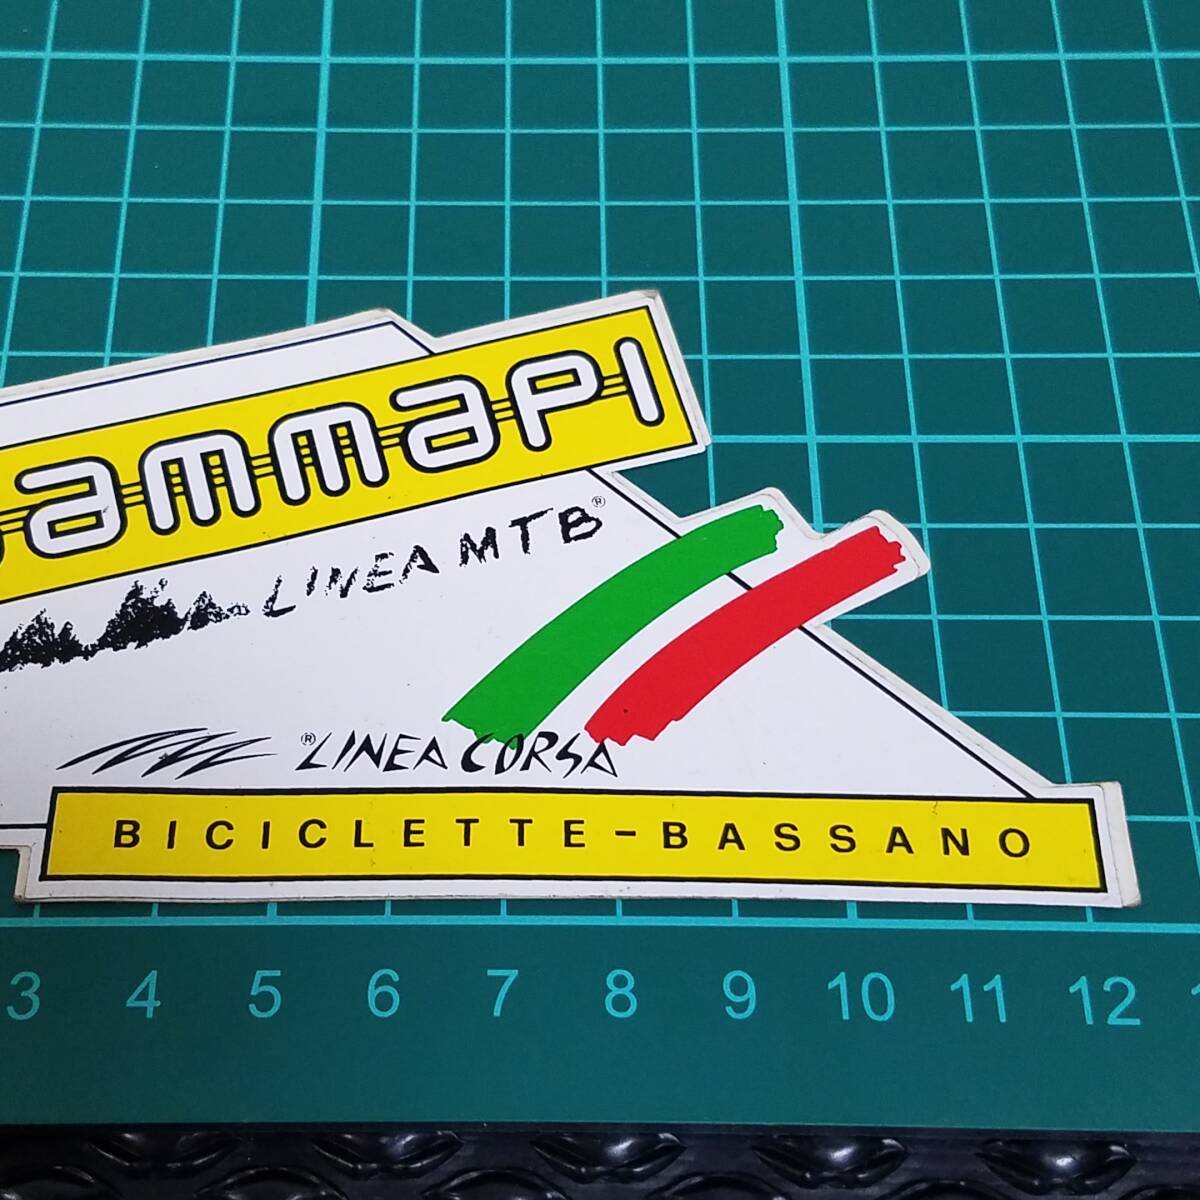 ammaPI
LINEA MTB®
® LINEA CORSA
BICICLETTE-BASSANO
3 4 5 6 7 8 9 10 11 12